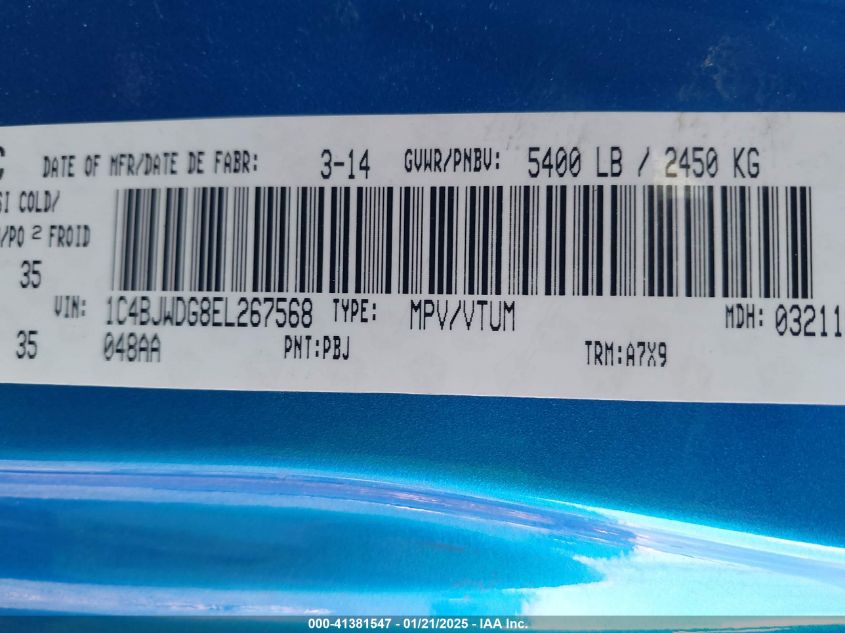 DATE OF MFR/DATE DE FABR: 3-14 GVWR/PNBV: 5400 LB / 2450 KG
COLD/
/PO 2 FROID
35
VIN: 1C4BJWDG8EL267568 TYPE: MPV/VTUM MDH: 03211
35 048AA PNT:PBJ TRM:A7X9
000-41381547 - 01/21/2025 - IAA Inc.